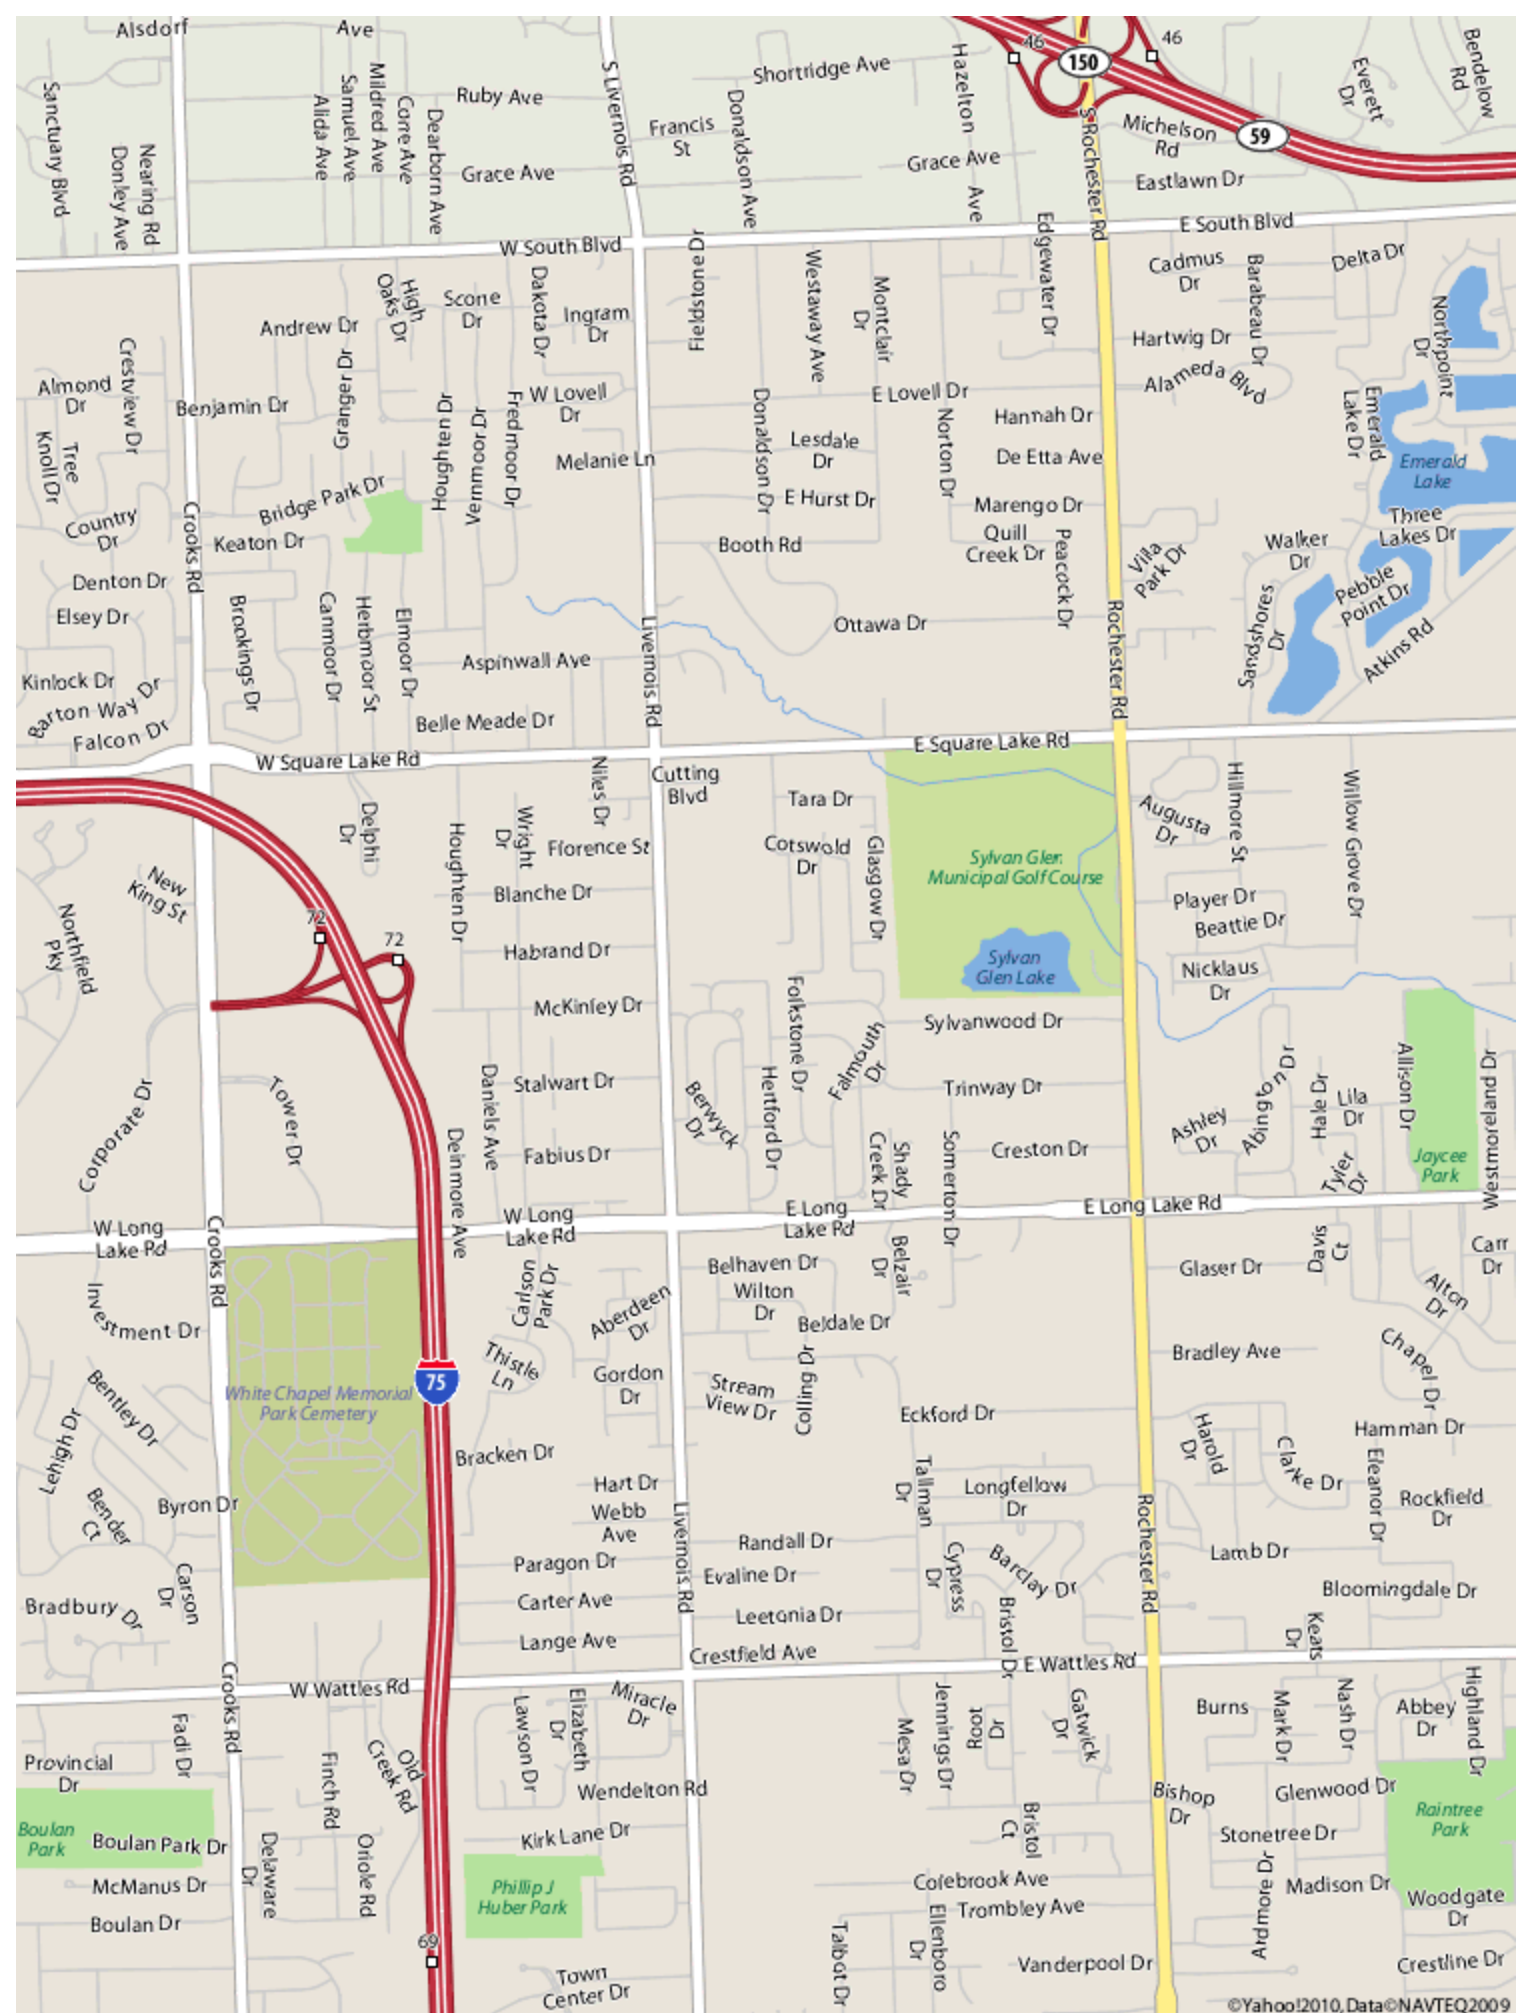 Alsdorf
Ave
Shortridge Ave
46
150
46
Hazelton
Ave
Everett
Dr
Bendelow
Rd
Sanctuary Blvd
Mildred Ave
Samuel Ave
Alida Ave
Corre Ave
Dearborn Ave
Ruby Ave
S Livernois Rd
Francis
St
Donaldson Ave
S Rochester Rd
Michelson
Rd
59
Nearing Rd
Donley Ave
Grace Ave
Grace Ave
Eastlawn Dr
W South Blvd
E South Blvd
Fieldstone Dr
Edgewater Dr
Cadmus
Dr
Barabeau Dr
Delta Dr
High
Oaks Dr
Scone
Dr
Dakota Dr
Ingram
Dr
Westaway Ave
Montclair
Dr
Northpoint
Dr
Andrew Dr
Hartwig Dr
Crestview Dr
Granger Dr
Alameda Blvd
Almond
Dr
Benjamin Dr
W Lovell
Dr
E Lovell Dr
Hannah Dr
Emerald
Lake Dr
Tree
Knoll Dr
Houghten Dr
Vernmoor Dr
Fredmoor Dr
Melanie Ln
Donaldson Dr
Lesdale
Dr
Norton Dr
De Etta Ave
Emerald
Lake
Bridge Park Dr
E Hurst Dr
Marengo Dr
Country
Dr
Crooks Rd
Keaton Dr
Booth Rd
Quill
Creek Dr
Peacock Dr
Villa
Park Dr
Walker
Dr
Three
Lakes Dr
Denton Dr
Elsey Dr
Brookings Dr
Canmoor Dr
Herbmoor St
Elmoor Dr
Livernois Rd
Ottawa Dr
Rochester Rd
Sandshores
Dr
Pebble
Point Dr
Atkins Rd
Aspinwall Ave
Kinlock Dr
Barton Way Dr
Falcon Dr
Belle Meade Dr
W Square Lake Rd
E Square Lake Rd
Cutting
Blvd
Niles Dr
Tara Dr
Delphi
Dr
Houghten Dr
Wright
Dr
Florence St
Cotswold
Dr
Glasgow Dr
Sylvan Glen
Municipal Golf Course
Augusta
Dr
Hillmore St
Willow Grove Dr
New
King St
Blanche Dr
Player Dr
Beattie Dr
Northfield
Pky
72
72
Habrand Dr
Sylvan
Glen Lake
Nicklaus
Dr
McKinley Dr
Folkstone Dr
Falmouth
Dr
Sylvanwood Dr
Corporate Dr
Tower Dr
Daniels Ave
Stalwart Dr
Berwyck
Dr
Hertford Dr
Trinway Dr
Ashley
Dr
Abington Dr
Hale Dr
Lila
Dr
Allison Dr
Westmoreland Dr
Delnmore Ave
Fabius Dr
Shady
Creek Dr
Somerton Dr
Creston Dr
Tyler
Dr
Jaycee
Park
W Long
Lake Rd
Crooks Rd
W Long
Lake Rd
E Long
Lake Rd
E Long Lake Rd
Carlson
Park Dr
Belhaven Dr
Belzair
Dr
Glaser Dr
Davis
Ct
Carr
Dr
Investment Dr
Aberdeen
Dr
Wilton
Dr
Beldale Dr
Alton
Dr
Thistle
Ln
Gordon
Dr
Colling Dr
Bradley Ave
Chapel Dr
75
Bentley Dr
White Chapel Memorial
Park Cemetery
Stream
View Dr
Eckford Dr
Hamman Dr
Lehigh Dr
Bracken Dr
Harold
Dr
Clarke Dr
Eleanor Dr
Bender
Ct
Byron Dr
Hart Dr
Webb
Ave
Livernois Rd
Tallman
Dr
Longfellow
Dr
Rochester Rd
Rockfield
Dr
Randall Dr
Paragon Dr
Evaline Dr
Cypress
Dr
Barclay Dr
Lamb Dr
Carson
Dr
Bradbury Dr
Carter Ave
Leetonia Dr
Bristol Dr
Bloomingdale Dr
Lange Ave
Crestfield Ave
Keats
Dr
W Wattles Rd
E Wattles Rd
Crooks Rd
Lawson Dr
Elizabeth
Dr
Miracle
Dr
Mesa Dr
Jennings Dr
Root
Dr
Gatwick
Dr
Burns
Mark Dr
Nash Dr
Abbey
Dr
Highland Dr
Fadi Dr
Provincial
Dr
Finch Rd
Old
Creek Rd
Wendelton Rd
Bishop
Dr
Glenwood Dr
Boulan
Park
Boulan Park Dr
Kirk Lane Dr
Bristol
Ct
Stonetree Dr
Raintree
Park
McManus Dr
Delaware
Dr
Oriole Rd
Phillip J
Huber Park
Colebrook Ave
Trombley Ave
Ardmore Dr
Madison Dr
Woodgate
Dr
Boulan Dr
69
Talbot Dr
Ellenboro
Dr
Vanderpool Dr
Crestline Dr
Town
Center Dr
©Yahoo!2010, Data©NAVTEQ2009